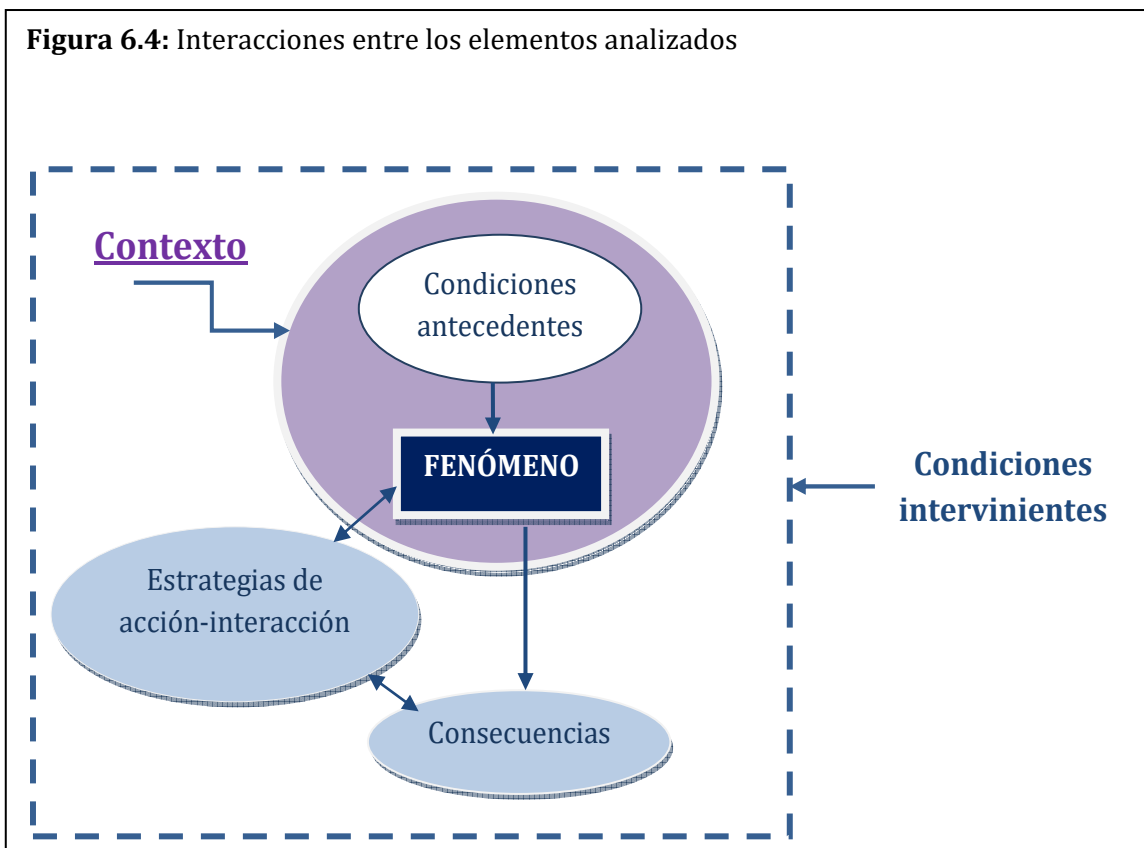 Figura 6.4: Interacciones entre los elementos analizados
Contexto
Condiciones
antecedentes
FENÓMENO
Condiciones
intervinientes
Estrategias de
acción-interacción
Consecuencias